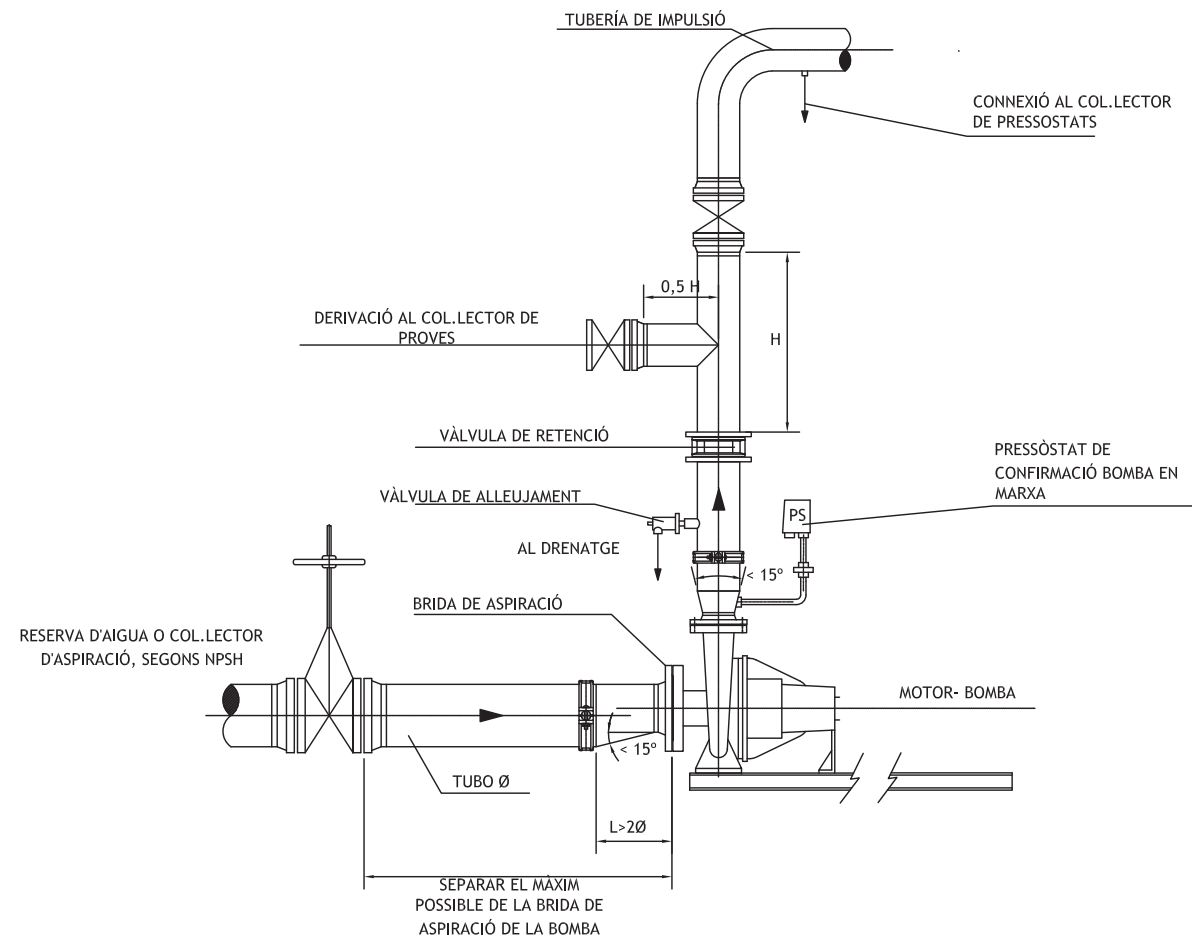 TUBERÍA DE IMPULSIÓ
CONNEXIÓ AL COL.LECTOR
DE PRESSOSTATS
0,5 H
DERIVACIÓ AL COL.LECTOR DE
PROVES
H
VÀLVULA DE RETENCIÓ
PRESSÒSTAT DE
CONFIRMACIÓ BOMBA EN
MARXA
VÀLVULA DE ALLEUJAMENT
PS
AL DRENATGE
< 15º
BRIDA DE ASPIRACIÓ
RESERVA D'AIGUA O COL.LECTOR
D'ASPIRACIÓ, SEGONS NPSH
MOTOR- BOMBA
< 15º
TUBO Ø
L>2Ø
SEPARAR EL MÀXIM
POSSIBLE DE LA BRIDA DE
ASPIRACIÓ DE LA BOMBA